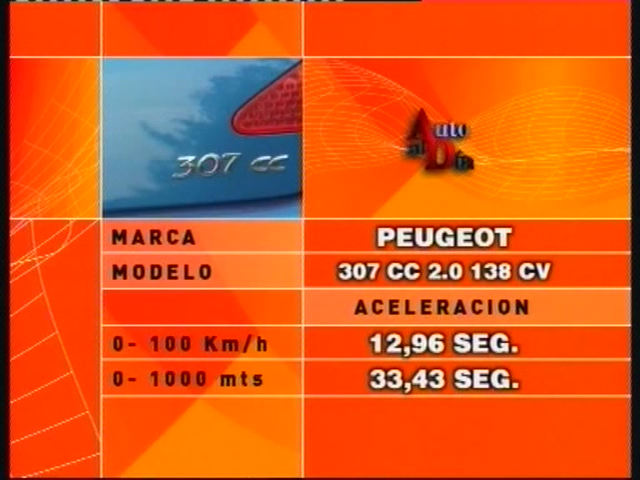 307 CC
Auto
al Día
MARCA PEUGEOT
MODELO 307 CC 2.0 138 CV
ACELERACION
0- 100 Km/h 12,96 SEG.
0- 1000 mts 33,43 SEG.